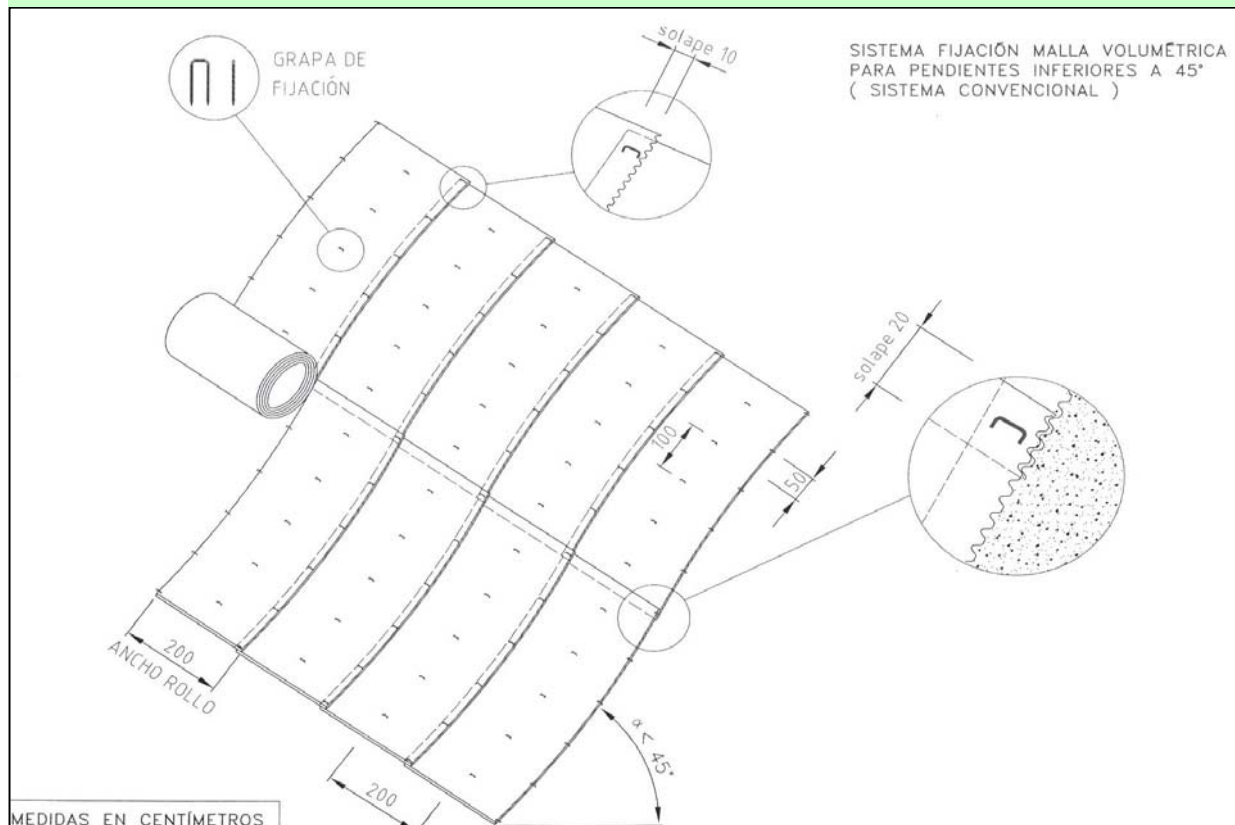 GRAPA DE
FIJACIÓN
solape 10
SISTEMA FIJACIÓN MALLA VOLUMÉTRICA
PARA PENDIENTES INFERIORES A 45°
( SISTEMA CONVENCIONAL )
solape 20
100
50
200
ANCHO ROLLO
α < 45°
200
MEDIDAS EN CENTÍMETROS